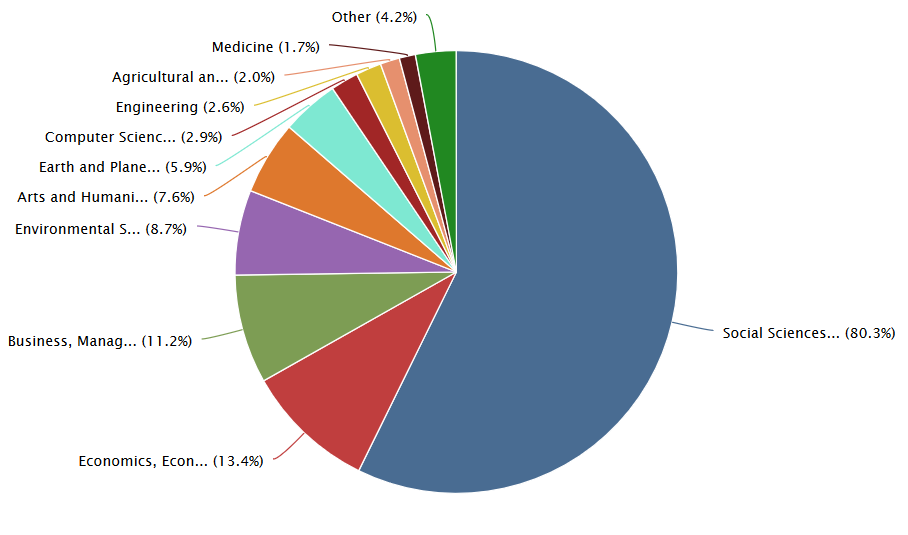 Other (4.2%)
Medicine (1.7%)
Agricultural an... (2.0%)
Engineering (2.6%)
Computer Scienc... (2.9%)
Earth and Plane... (5.9%)
Arts and Humani... (7.6%)
Environmental S... (8.7%)
Business, Manag... (11.2%)
Social Sciences... (80.3%)
Economics, Econ... (13.4%)